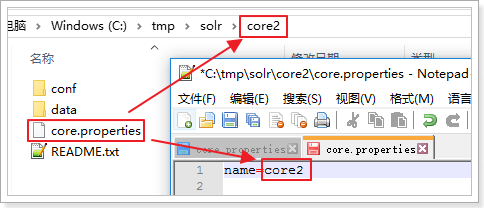 电脑 > Windows (C:) > tmp > solr > core2
名称
修改日期
类型
conf
data
core.properties
README.txt
*C:\tmp\solr\core2\core.properties - Notepad
文件(F) 编辑(E) 搜索(S) 视图(V) 格式(M) 语言
core.properties core.properties
1 name=core2
2